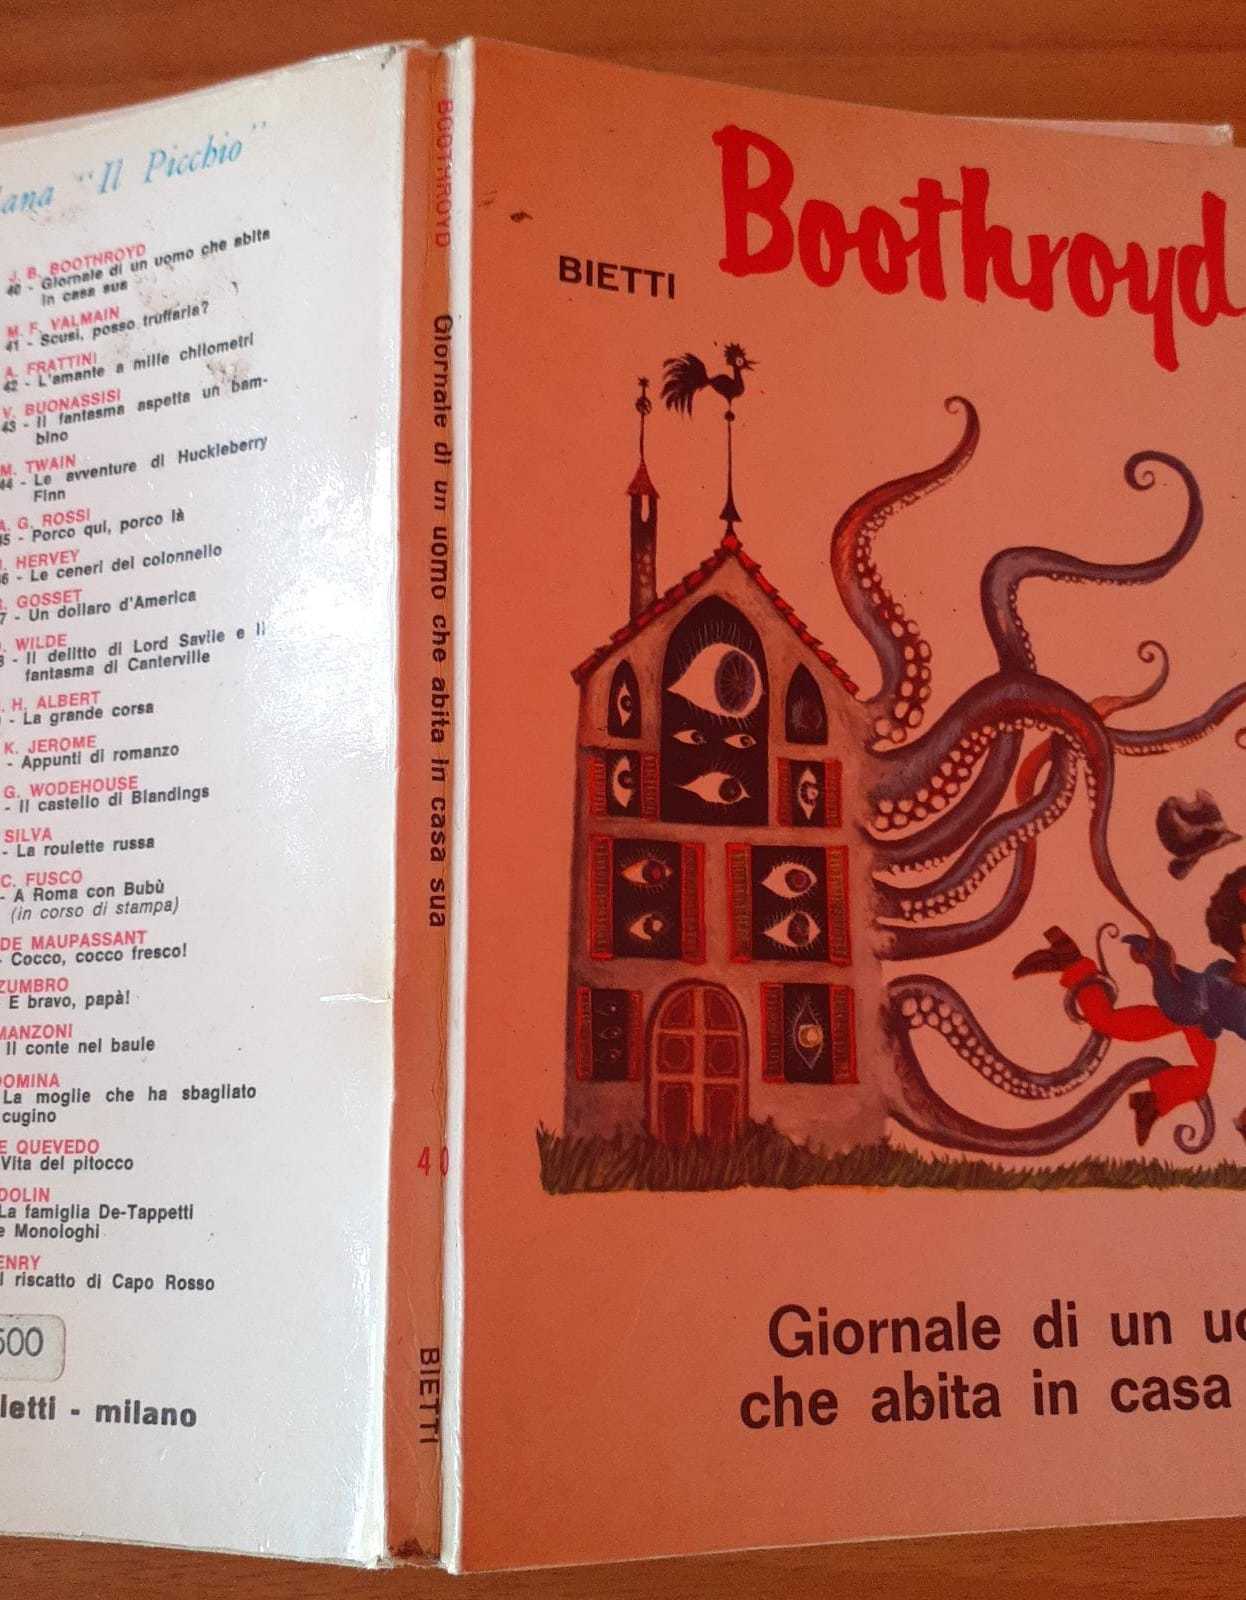 ana "Il Picchio"
J. B. BOOTHROYD
40 - Giornale di un uomo che abita
in casa sua
M. F. VALMAIN
41 - Scusi, posso truffarla?
A. FRATTINI
42 - L'amante a mille chilometri
V. BUONASSISI
43 - Il fantasma aspetta un bam-
bino
M. TWAIN
44 - Le avventure di Huckleberry
Finn
A. G. ROSSI
45 - Porco qui, porco là
HERVEY
6 - Le ceneri del colonnello
GOSSET
7 - Un dollaro d'America
WILDE
- Il delitto di Lord Savile e il
fantasma di Canterville
H. ALBERT
- La grande corsa
K. JEROME
- Appunti di romanzo
G. WODEHOUSE
- Il castello di Blandings
SILVA
- La roulette russa
C. FUSCO
- A Roma con Bubù
(in corso di stampa)
DE MAUPASSANT
- Cocco, cocco fresco!
ZUMBRO
E bravo, papà!
MANZONI
Il conte nel baule
DOMINA
La moglie che ha sbagliato
cugino
E QUEVEDO
Vita del pitocco
DOLIN
La famiglia De-Tappetti
e Monologhi
ENRY
l riscatto di Capo Rosso
500
ietti - milano
BOOTHROYD Giornale di un uomo che abita in casa sua 40 BIETTI
BIETTI
Boothroyd
Giornale di un uo
che abita in casa